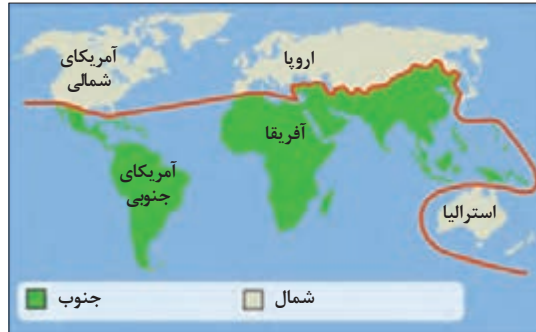 آمریکای
شمالی
اروپا
آفریقا
آمریکای
جنوبی
استرالیا
شمال
جنوب